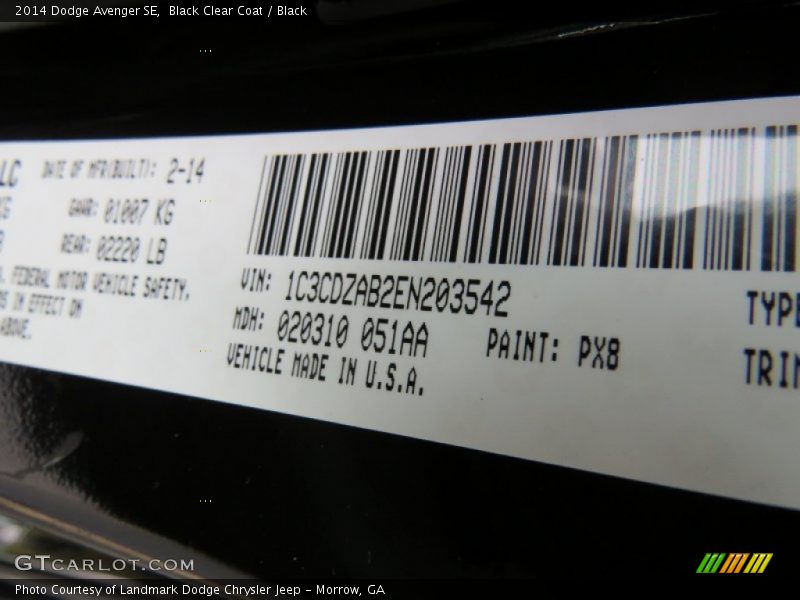 2014 Dodge Avenger SE, Black Clear Coat / Black
LC DATE OF MFR(BUILT): 2-14
KG GAWR: 01007 KG
REAR: 02220 LB
FEDERAL MOTOR VEHICLE SAFETY,
IN EFFECT ON
ABOVE.
VIN: 1C3CDZAB2EN203542
MDH: 020310 051AA PAINT: PX8
VEHICLE MADE IN U.S.A.
TYPE
TRIM
GTCARLOT.COM
Photo Courtesy of Landmark Dodge Chrysler Jeep - Morrow, GA